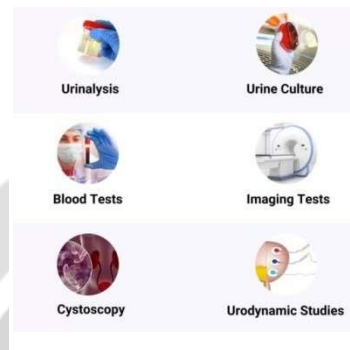 Urinalysis
Urine Culture
Blood Tests
Imaging Tests
Cystoscopy
Urodynamic Studies